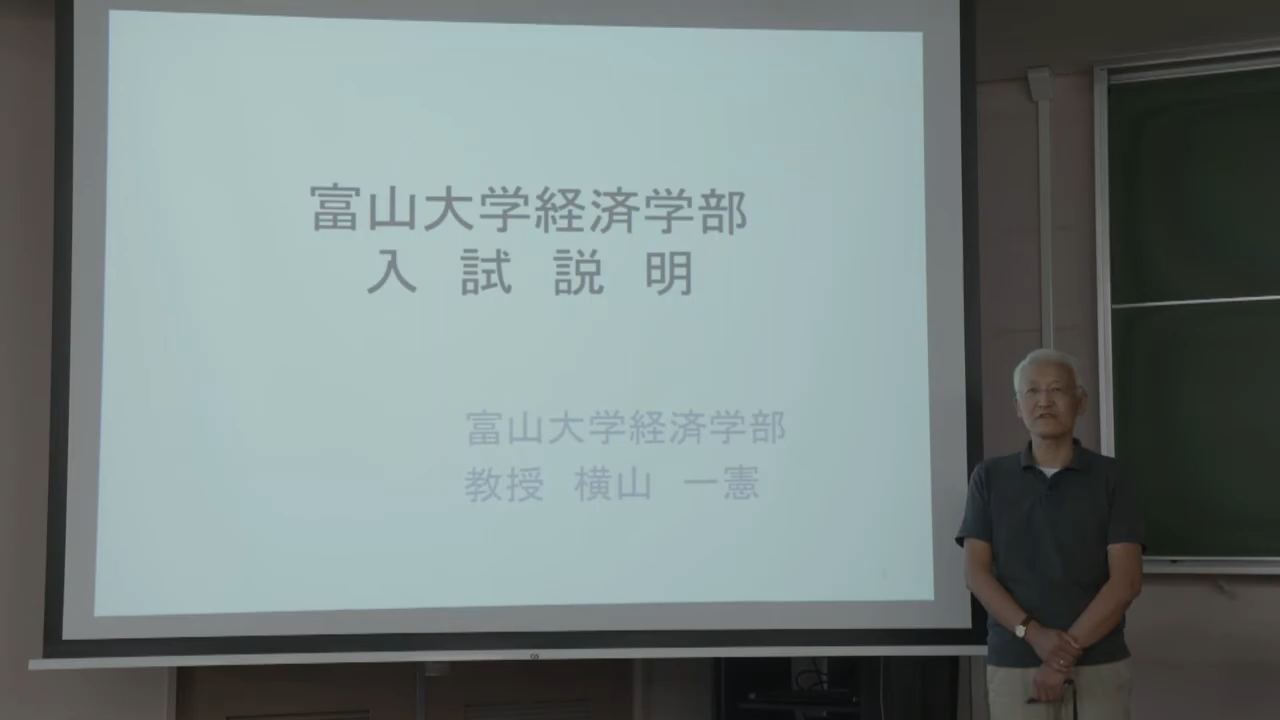 富山大学経済学部
入 試 説 明
富山大学経済学部
教授 横山 一憲